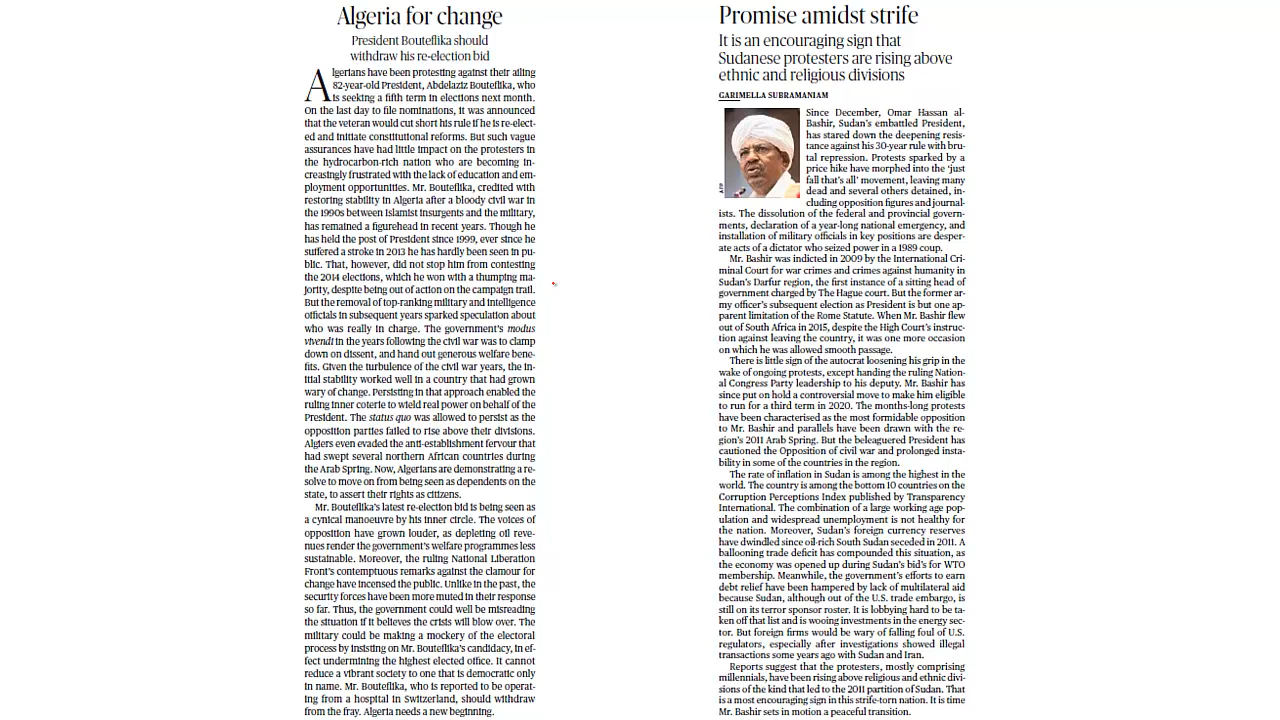 Algeria for change
President Bouteflika should
withdraw his re-election bid
Algerians have been protesting against their ailing
82-year-old President, Abdelaziz Bouteflika, who
is seeking a fifth term in elections next month.
On the last day to file nominations, it was announced
that the veteran would cut short his rule if he is re-elect-
ed and initiate constitutional reforms. But such vague
assurances have had little impact on the protesters in
the hydrocarbon-rich nation who are becoming in-
creasingly frustrated with the lack of education and em-
ployment opportunities. Mr. Bouteflika, credited with
restoring stability in Algeria after a bloody civil war in
the 1990s between Islamist insurgents and the military,
has remained a figurehead in recent years. Though he
has held the post of President since 1999, ever since he
suffered a stroke in 2013 he has hardly been seen in pu-
blic. That, however, did not stop him from contesting
the 2014 elections, which he won with a thumping ma-
jority, despite being out of action on the campaign trail.
But the removal of top-ranking military and intelligence
officials in subsequent years sparked speculation about
who was really in charge. The government's modus
vivendi in the years following the civil war was to clamp
down on dissent, and hand out generous welfare bene-
fits. Given the turbulence of the civil war years, the in-
itial stability worked well in a country that had grown
wary of change. Persisting in that approach enabled the
ruling inner coterie to wield real power on behalf of the
President. The status quo was allowed to persist as the
opposition parties failed to rise above their divisions.
Algiers even evaded the anti-establishment fervour that
had swept several northern African countries during
the Arab Spring. Now, Algerians are demonstrating a re-
solve to move on from being seen as dependents on the
state, to assert their rights as citizens.
Mr. Bouteflika's latest re-election bid is being seen as
a cynical manoeuvre by his inner circle. The voices of
opposition have grown louder, as depleting oil reve-
nues render the government's welfare programmes less
sustainable. Moreover, the ruling National Liberation
Front's contemptuous remarks against the clamour for
change have incensed the public. Unlike in the past, the
security forces have been more muted in their response
so far. Thus, the government could well be misreading
the situation if it believes the crisis will blow over. The
military could be making a mockery of the electoral
process by insisting on Mr. Bouteflika's candidacy, in ef-
fect undermining the highest elected office. It cannot
reduce a vibrant society to one that is democratic only
in name. Mr. Bouteflika, who is reported to be operat-
ing from a hospital in Switzerland, should withdraw
from the fray. Algeria needs a new beginning.
Promise amidst strife
It is an encouraging sign that
Sudanese protesters are rising above
ethnic and religious divisions
GARIMELLA SUBRAMANIAM
AFP
Since December, Omar Hassan al-
Bashir, Sudan's embattled President,
has stared down the deepening resis-
tance against his 30-year rule with bru-
tal repression. Protests sparked by a
price hike have morphed into the 'just
fall that's all' movement, leaving many
dead and several others detained, in-
cluding opposition figures and journal-
ists. The dissolution of the federal and provincial govern-
ments, declaration of a year-long national emergency, and
installation of military officials in key positions are desper-
ate acts of a dictator who seized power in a 1989 coup.
Mr. Bashir was indicted in 2009 by the International Cri-
minal Court for war crimes and crimes against humanity in
Sudan's Darfur region, the first instance of a sitting head of
government charged by The Hague court. But the former ar-
my officer's subsequent election as President is but one ap-
parent limitation of the Rome Statute. When Mr. Bashir flew
out of South Africa in 2015, despite the High Court's instruc-
tion against leaving the country, it was one more occasion
on which he was allowed smooth passage.
There is little sign of the autocrat loosening his grip in the
wake of ongoing protests, except handing the ruling Nation-
al Congress Party leadership to his deputy. Mr. Bashir has
since put on hold a controversial move to make him eligible
to run for a third term in 2020. The months-long protests
have been characterised as the most formidable opposition
to Mr. Bashir and parallels have been drawn with the re-
gion's 2011 Arab Spring. But the beleaguered President has
cautioned the Opposition of civil war and prolonged insta-
bility in some of the countries in the region.
The rate of inflation in Sudan is among the highest in the
world. The country is among the bottom 10 countries on the
Corruption Perceptions Index published by Transparency
International. The combination of a large working age pop-
ulation and widespread unemployment is not healthy for
the nation. Moreover, Sudan's foreign currency reserves
have dwindled since oil-rich South Sudan seceded in 2011. A
ballooning trade deficit has compounded this situation, as
the economy was opened up during Sudan's bid's for WTO
membership. Meanwhile, the government's efforts to earn
debt relief have been hampered by lack of multilateral aid
because Sudan, although out of the U.S. trade embargo, is
still on its terror sponsor roster. It is lobbying hard to be ta-
ken off that list and is wooing investments in the energy sec-
tor. But foreign firms would be wary of falling foul of U.S.
regulators, especially after investigations showed illegal
transactions some years ago with Sudan and Iran.
Reports suggest that the protesters, mostly comprising
millennials, have been rising above religious and ethnic divi-
sions of the kind that led to the 2011 partition of Sudan. That
is a most encouraging sign in this strife-torn nation. It is time
Mr. Bashir sets in motion a peaceful transition.